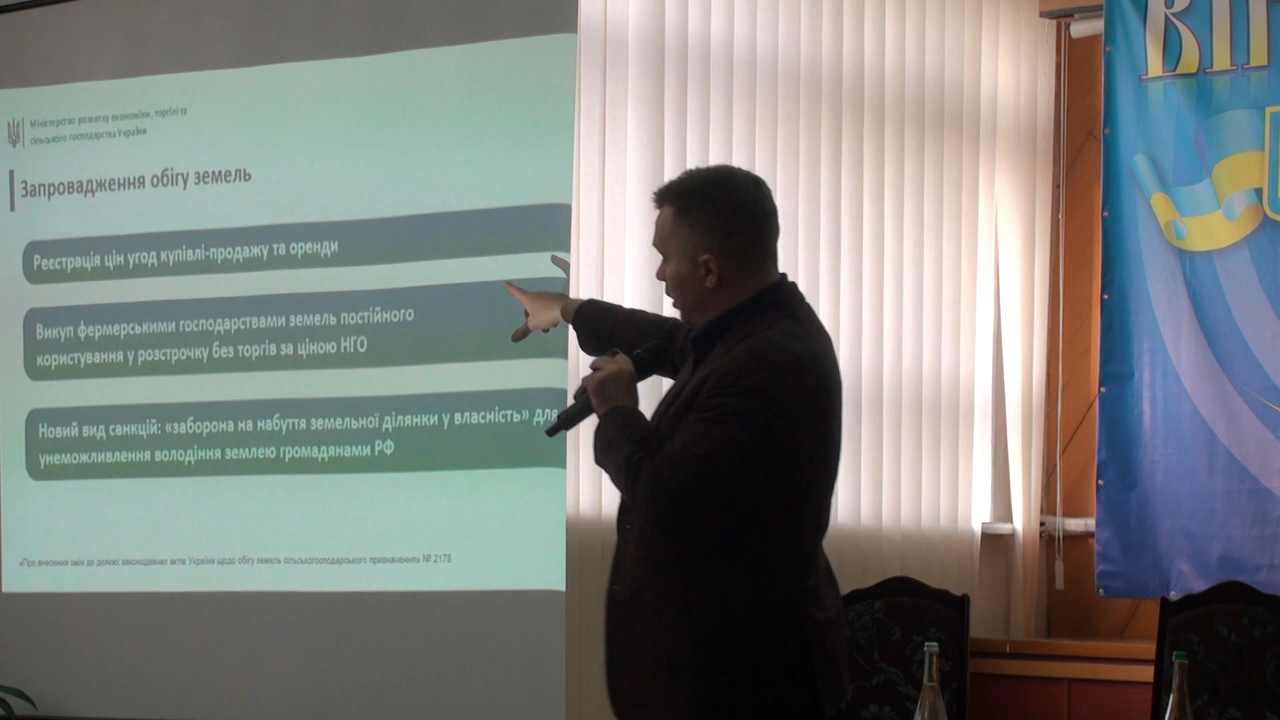 Міністерство розвитку економіки, торгілі та
сільського господарства України
Запровадження обігу земель
Реєстрація цін угод купівлі-продажу та оренди
Викуп фермерськими господарствами земель постійного
користування у розстрочку без торгів за ціною НГО
Новий вид санкцій: «заборона на набуття земельної ділянки у власність» для
унеможливлення володіння землею громадянами РФ
«Про внесення змін до деяких законодавчих актів України щодо обігу земель сільськогосподарського призначення» № 2178